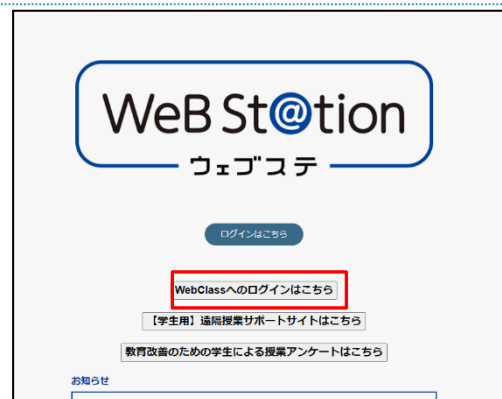 WeB St@tion
ウェブステ
ログインはこちら
WebClassへのログインはこちら
【学生用】遠隔授業サポートサイトはこちら
教育改善のための学生による授業アンケートはこちら
お知らせ